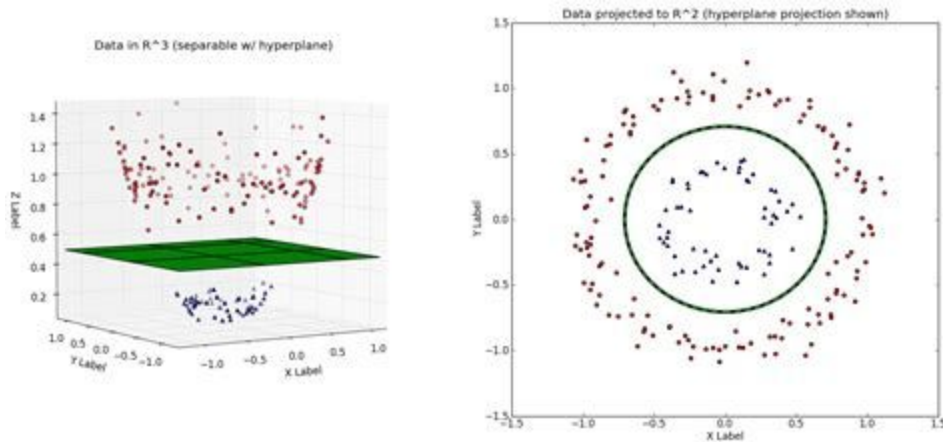 Data in R^3 (separable w/ hyperplane)
1.4
1.2
1.0
0.8
0.6
0.4
0.2
Z Label
1.0 0.5 0.0 −0.5 −1.0
Y Label
−1.0 −0.5 0.0 0.5 1.0
X Label
Data projected to R^2 (hyperplane projection shown)
1.5
1.0
0.5
0.0
−0.5
−1.0
−1.5
Y Label
−1.5 −1.0 −0.5 0.0 0.5 1.0 1.5
X Label